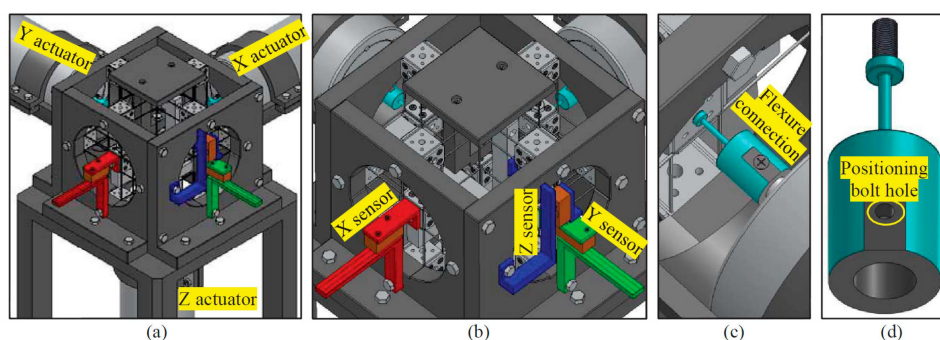 Y actuator
X actuator
Z actuator
X sensor
Z sensor
Y sensor
Flexure
connection
Positioning
bolt hole
(a)
(b)
(c)
(d)